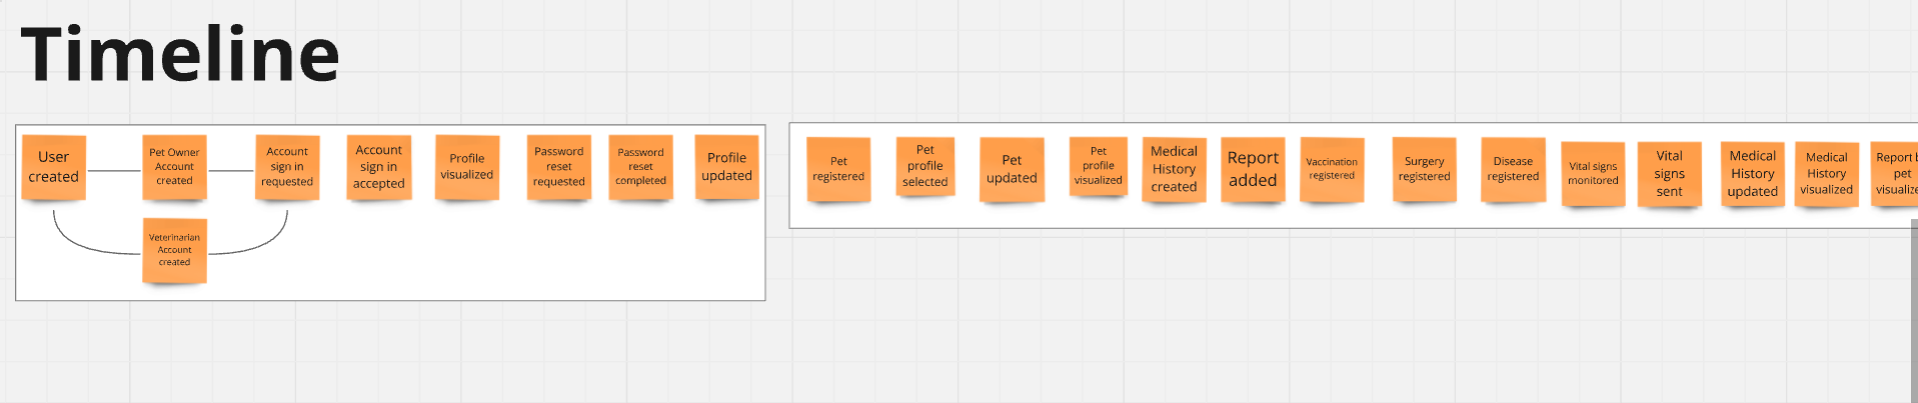 Timeline
User
created
Pet Owner
Account
created
Account
sign in
requested
Account
sign in
accepted
Profile
visualized
Password
reset
requested
Password
reset
completed
Profile
updated
Veterinarian
Account
created
Pet
registered
Pet
profile
selected
Pet
updated
Pet
profile
visualized
Medical
History
created
Report
added
Vaccination
registered
Surgery
registered
Disease
registered
Vital signs
monitored
Vital
signs
sent
Medical
History
updated
Medical
History
visualized
Report
pet